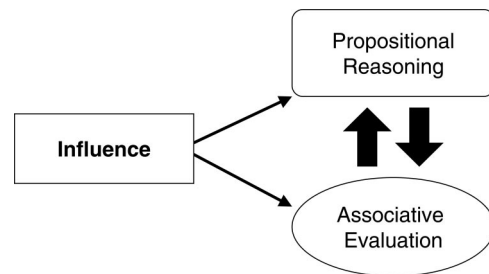 Propositional
Reasoning
Influence
Associative
Evaluation